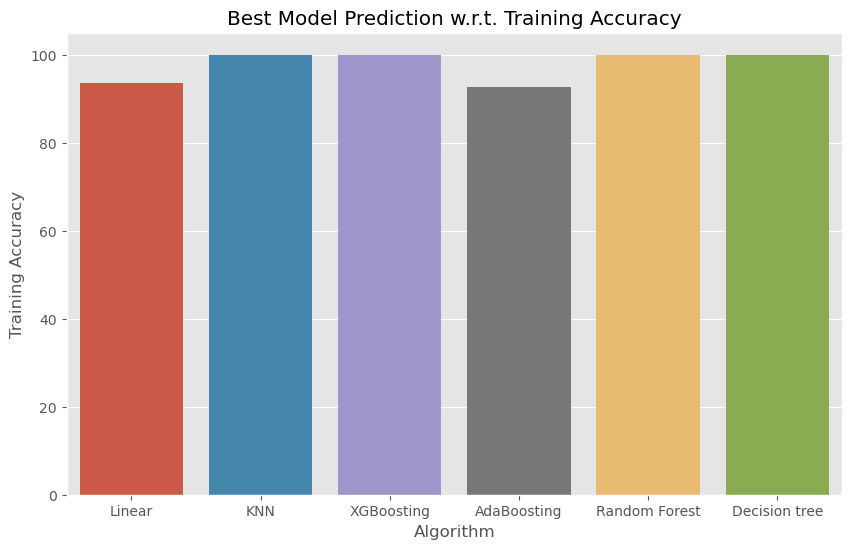 Best Model Prediction w.r.t. Training Accuracy
100
80
60
40
20
0
Training Accuracy
Linear
KNN
XGBoosting
AdaBoosting
Random Forest
Decision tree
Algorithm